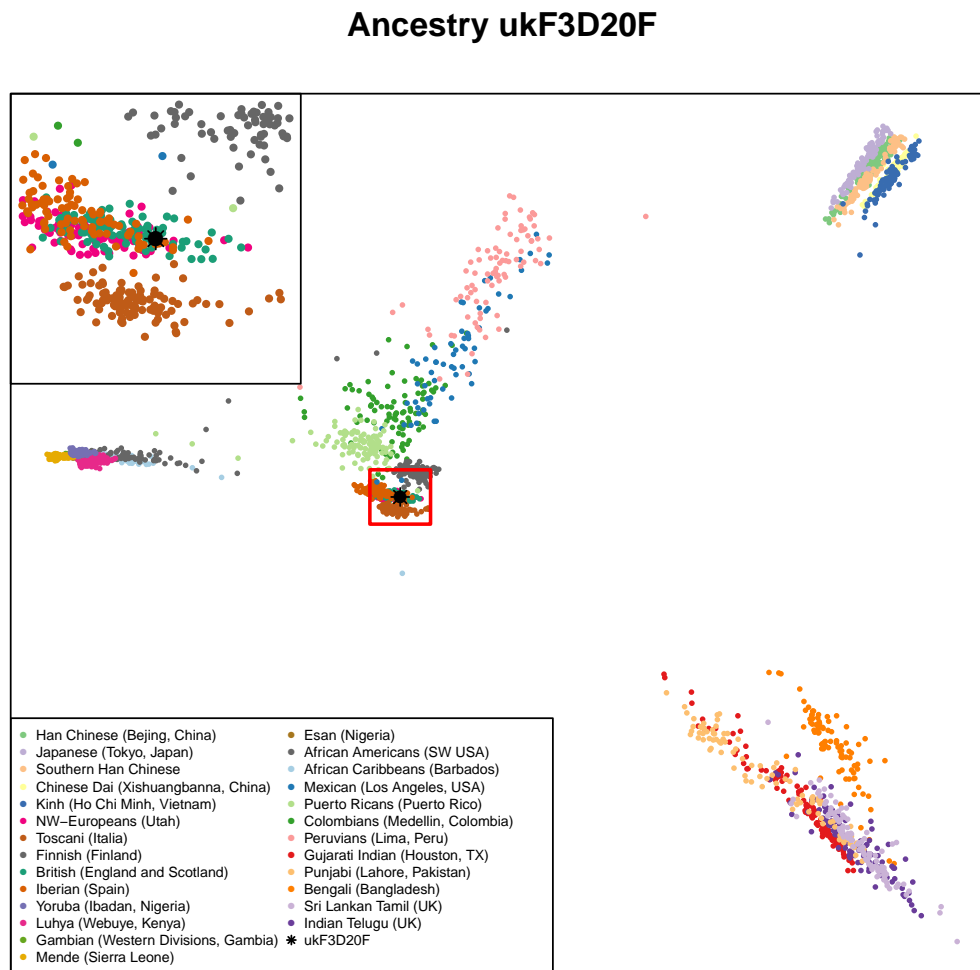 Ancestry ukF3D20F
Han Chinese (Bejing, China)
Japanese (Tokyo, Japan)
Southern Han Chinese
Chinese Dai (Xishuangbanna, China)
Kinh (Ho Chi Minh, Vietnam)
NW−Europeans (Utah)
Toscani (Italia)
Finnish (Finland)
British (England and Scotland)
Iberian (Spain)
Yoruba (Ibadan, Nigeria)
Luhya (Webuye, Kenya)
Gambian (Western Divisions, Gambia)
Mende (Sierra Leone)
Esan (Nigeria)
African Americans (SW USA)
African Caribbeans (Barbados)
Mexican (Los Angeles, USA)
Puerto Ricans (Puerto Rico)
Colombians (Medellin, Colombia)
Peruvians (Lima, Peru)
Gujarati Indian (Houston, TX)
Punjabi (Lahore, Pakistan)
Bengali (Bangladesh)
Sri Lankan Tamil (UK)
Indian Telugu (UK)
ukF3D20F